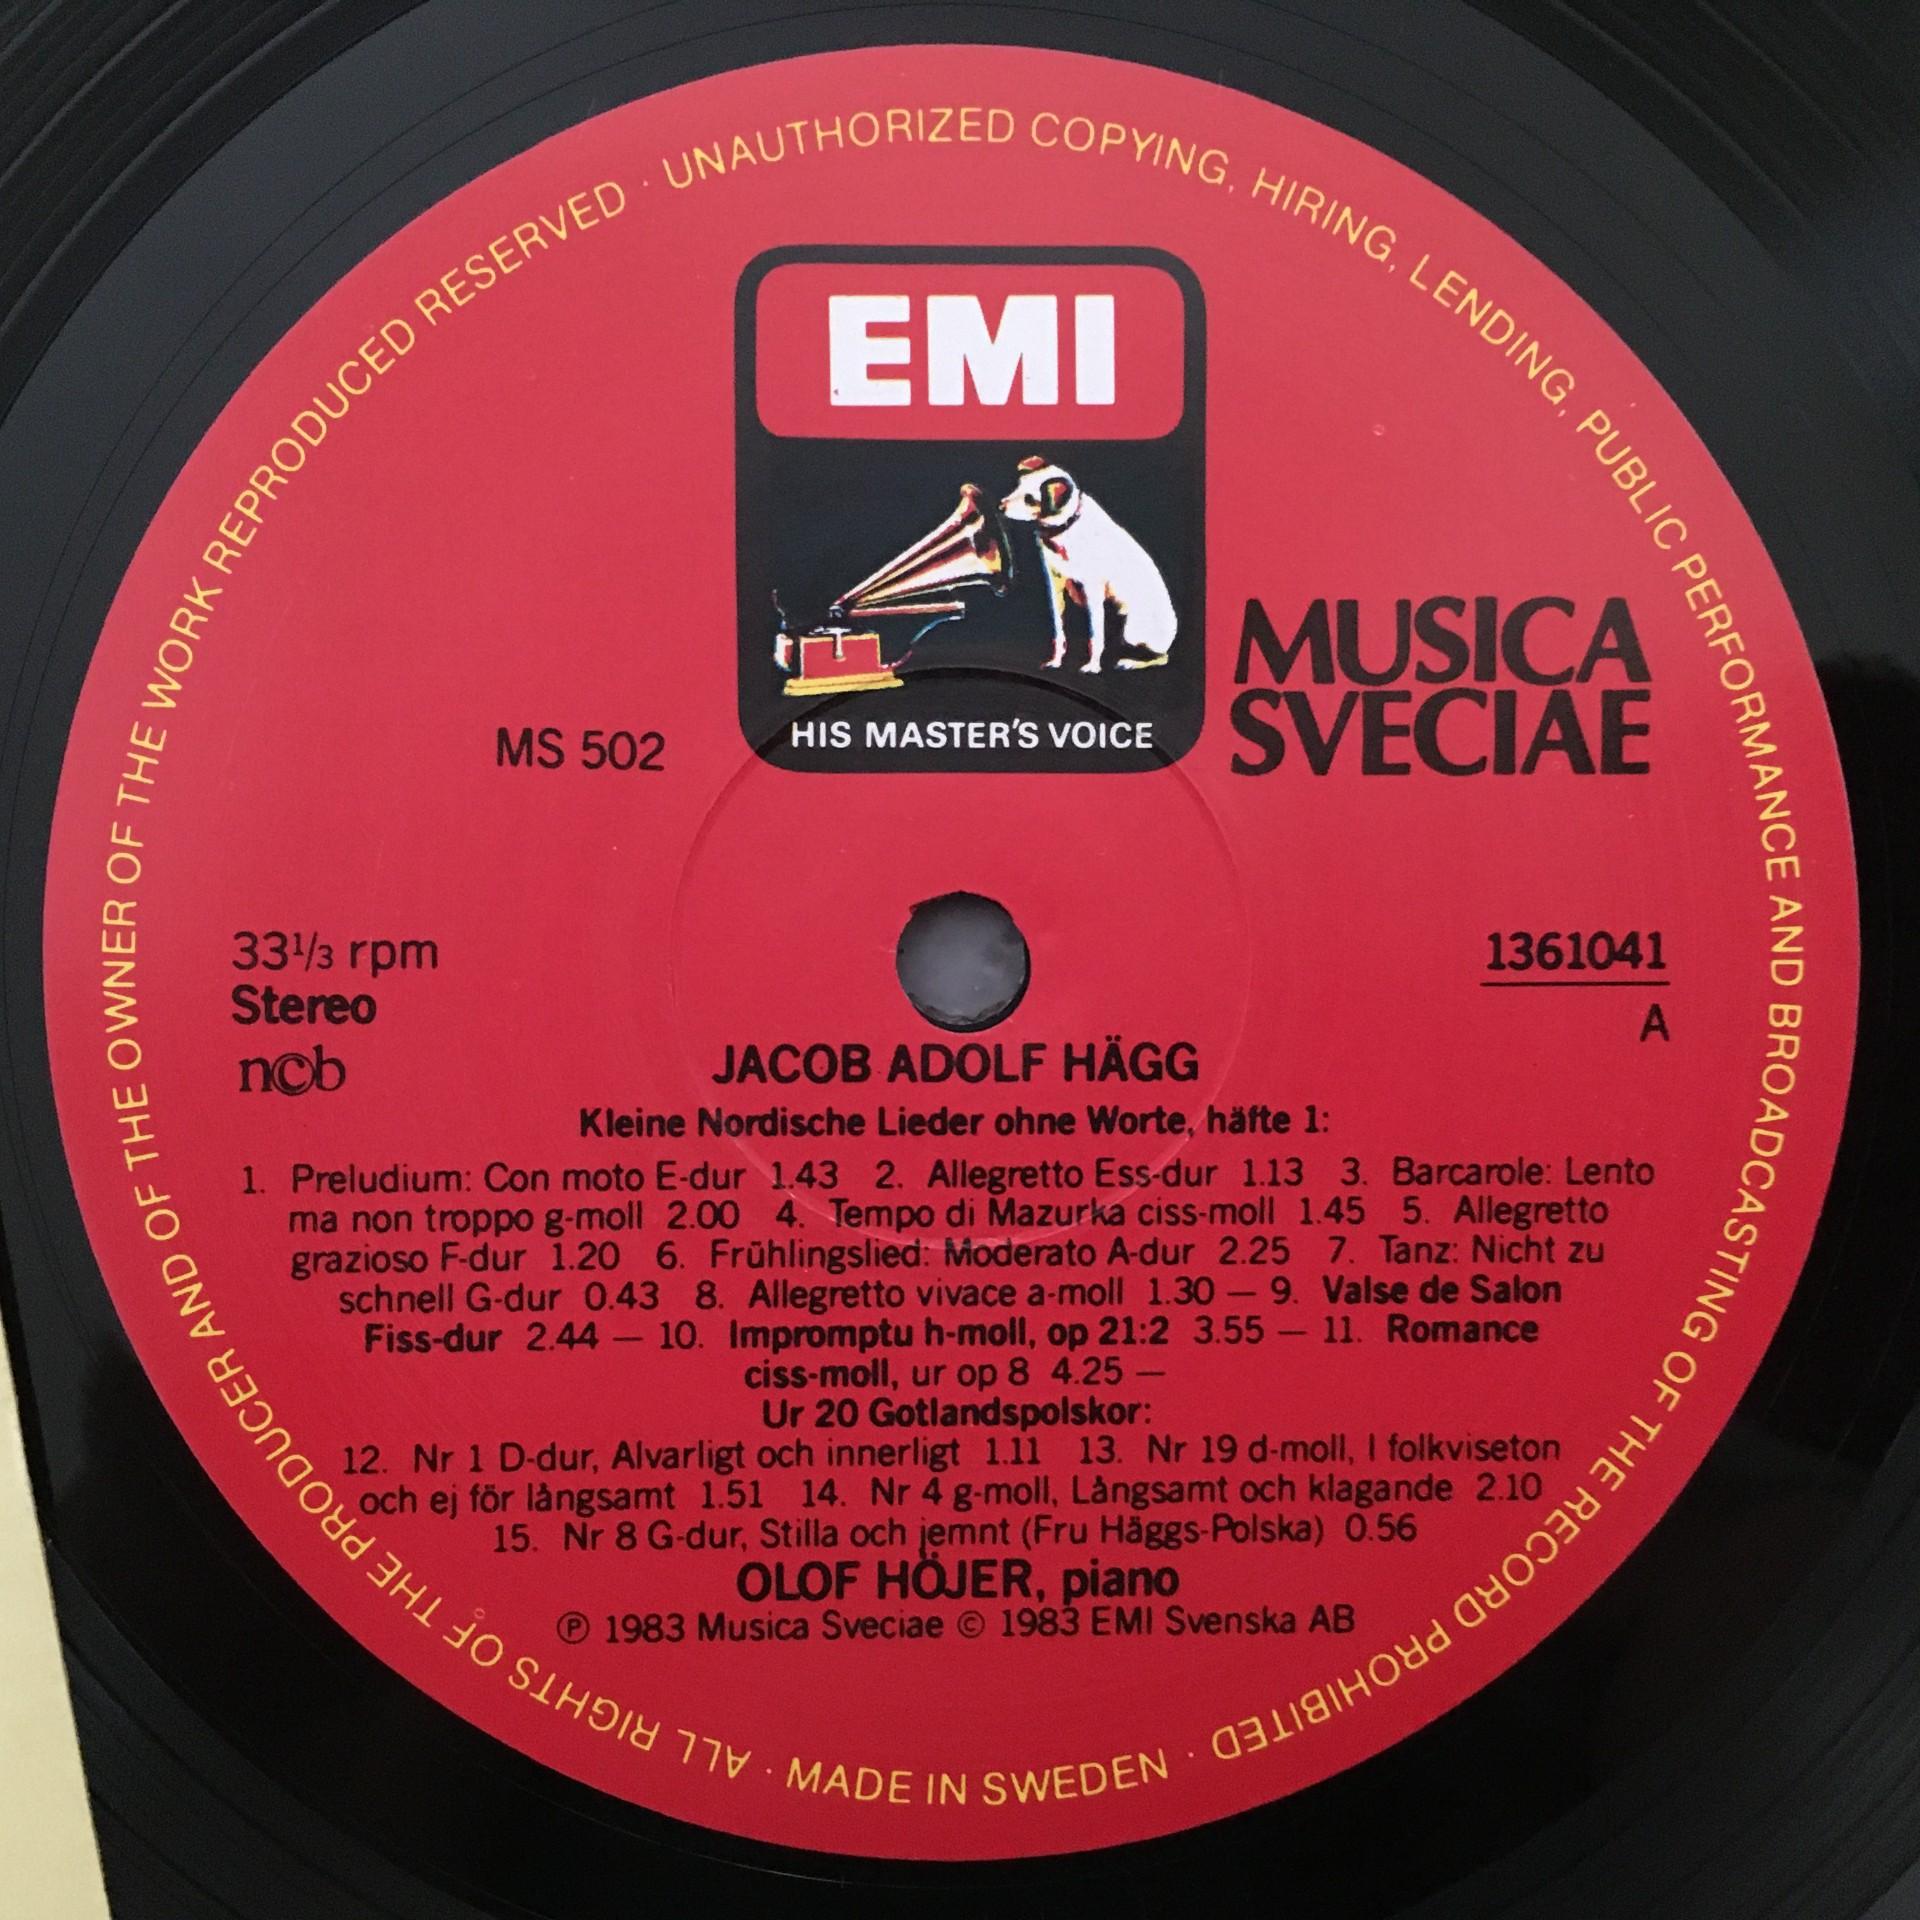 ALL RIGHTS OF THE PRODUCER AND OF THE OWNER OF THE WORK REPRODUCED RESERVED · UNAUTHORIZED COPYING, HIRING, LENDING, PUBLIC PERFORMANCE AND BROADCASTING OF THE RECORD PROHIBITED · MADE IN SWEDEN ·
EMI
HIS MASTER'S VOICE
MUSICA
SVECIAE
MS 502
33⅓ rpm
Stereo
n©b
1361041
A
JACOB ADOLF HÄGG
Kleine Nordische Lieder ohne Worte, häfte 1:
1. Preludium: Con moto E-dur 1.43 2. Allegretto Ess-dur 1.13 3. Barcarole: Lento
ma non troppo g-moll 2.00 4. Tempo di Mazurka ciss-moll 1.45 5. Allegretto
grazioso F-dur 1.20 6. Frühlingslied: Moderato A-dur 2.25 7. Tanz: Nicht zu
schnell G-dur 0.43 8. Allegretto vivace a-moll 1.30 — 9. Valse de Salon
Fiss-dur 2.44 — 10. Impromptu h-moll, op 21:2 3.55 — 11. Romance
ciss-moll, ur op 8 4.25 —
Ur 20 Gotlandspolskor:
12. Nr 1 D-dur, Alvarligt och innerligt 1.11 13. Nr 19 d-moll, I folkviseton
och ej för långsamt 1.51 14. Nr 4 g-moll, Långsamt och klagande 2.10
15. Nr 8 G-dur, Stilla och jemnt (Fru Häggs-Polska) 0.56
OLOF HÖJER, piano
℗ 1983 Musica Sveciae © 1983 EMI Svenska AB